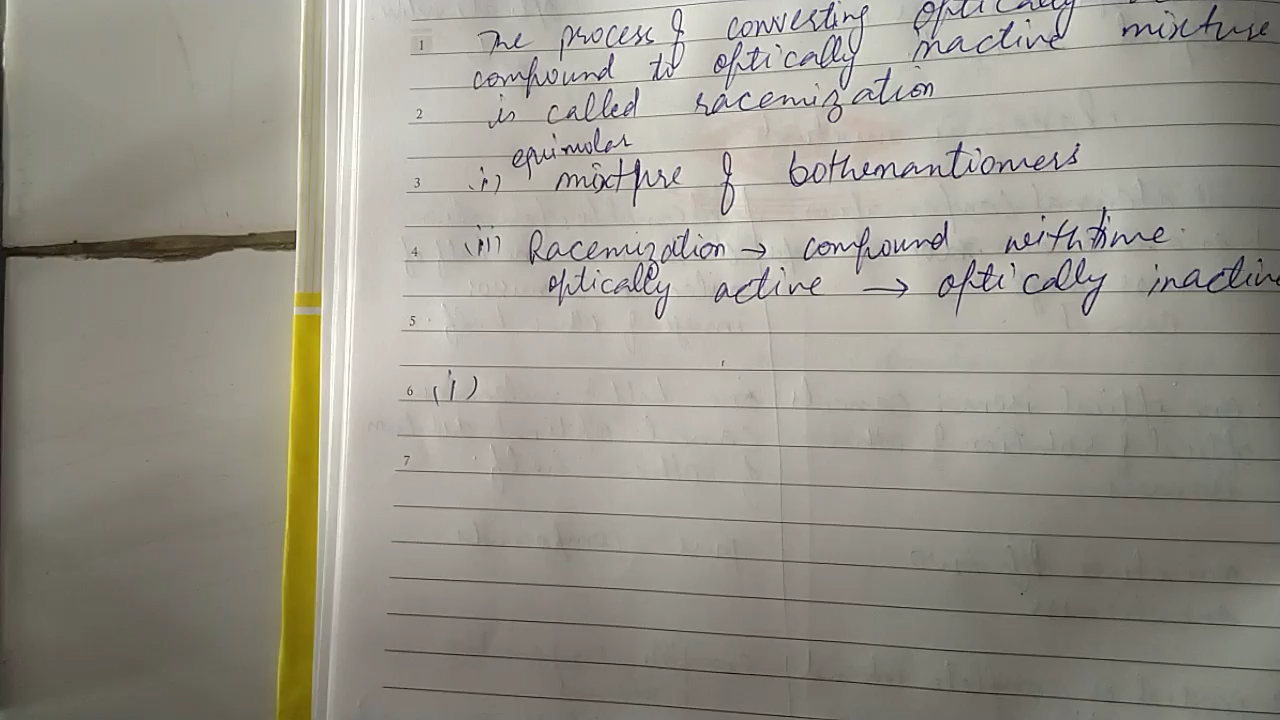 1 The process of converting optically
compound to optically inactive mixture
2 is called racemization
equimolar
3 (i) mixture of bothenantiomers
4 (ii) Racemization → compound with time.
optically active → optically inactiv
5
6 (i)
7